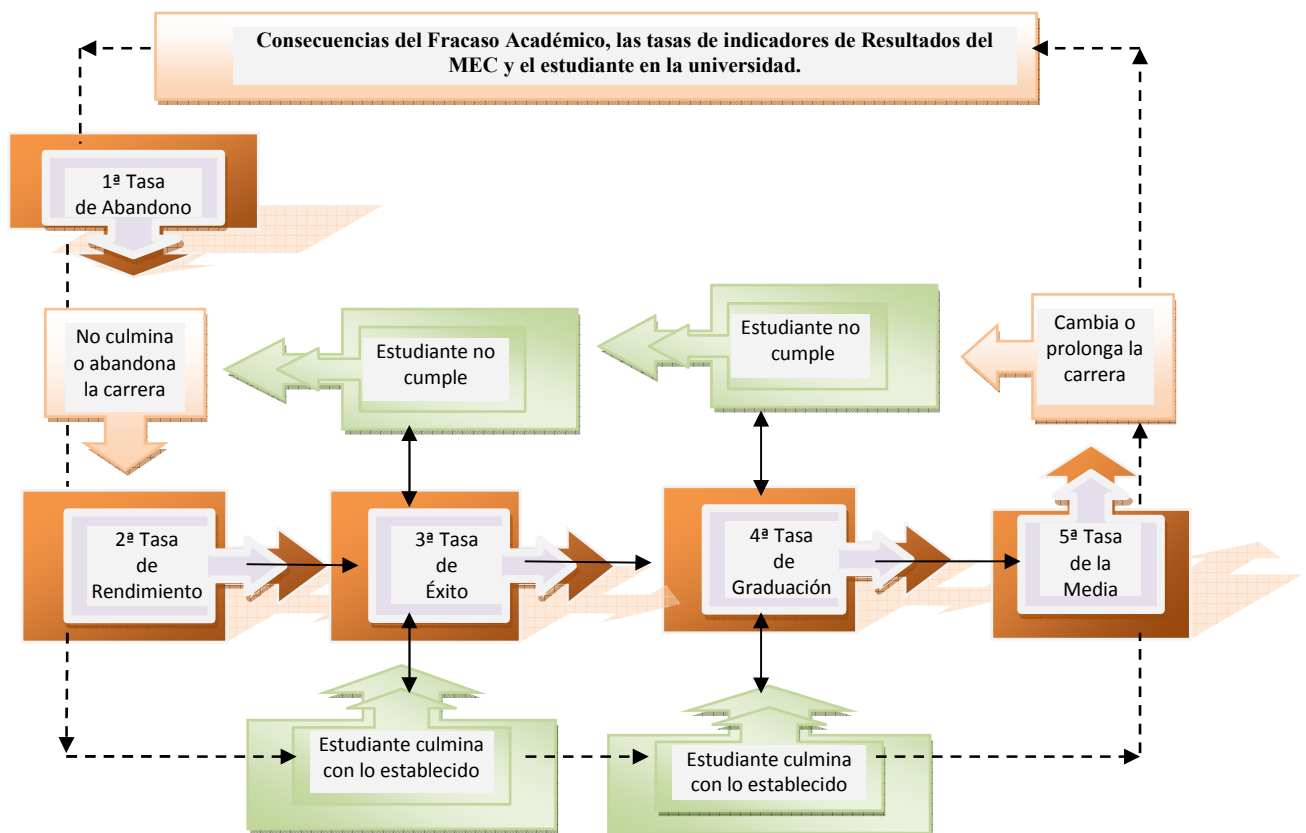 Consecuencias del Fracaso Académico, las tasas de indicadores de Resultados del
MEC y el estudiante en la universidad.
1ª Tasa
de Abandono
No culmina
o abandona
la carrera
Estudiante no
cumple
Estudiante no
cumple
Cambia o
prolonga la
carrera
2ª Tasa
de
Rendimiento
3ª Tasa
de
Éxito
4ª Tasa
de
Graduación
5ª Tasa
de la
Media
Estudiante culmina
con lo establecido
Estudiante culmina
con lo establecido